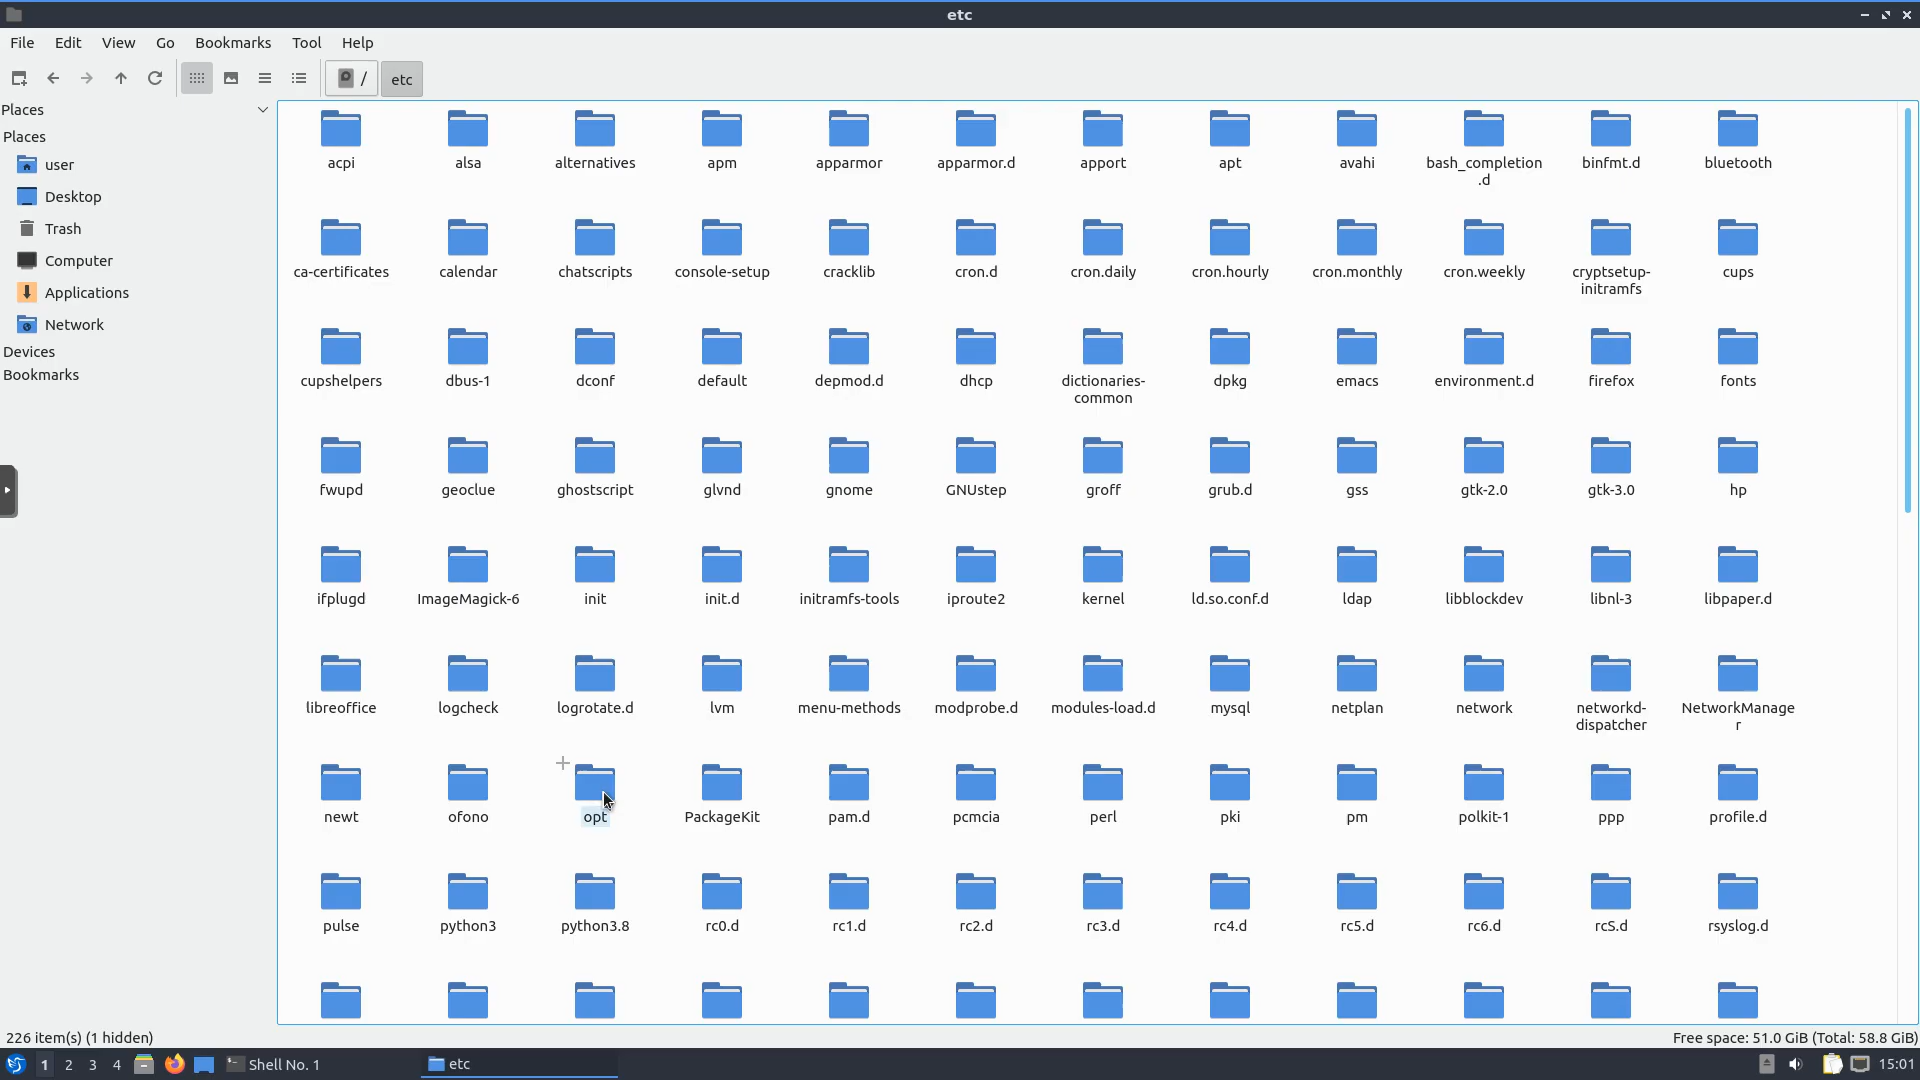 etc
File Edit View Go Bookmarks Tool Help
/ etc
Places
Places
user
Desktop
Trash
Computer
Applications
Network
Devices
Bookmarks
acpi alsa alternatives apm apparmor apparmor.d apport apt avahi bash_completion binfmt.d bluetooth
.d
ca-certificates calendar chatscripts console-setup cracklib cron.d cron.daily cron.hourly cron.monthly cron.weekly cryptsetup- cups
initramfs
cupshelpers dbus-1 dconf default depmod.d dhcp dictionaries- dpkg emacs environment.d firefox fonts
common
fwupd geoclue ghostscript glvnd gnome GNUstep groff grub.d gss gtk-2.0 gtk-3.0 hp
ifplugd ImageMagick-6 init init.d initramfs-tools iproute2 kernel ld.so.conf.d ldap libblockdev libnl-3 libpaper.d
libreoffice logcheck logrotate.d lvm menu-methods modprobe.d modules-load.d mysql netplan network networkd- NetworkManage
dispatcher r
newt ofono opt PackageKit pam.d pcmcia perl pki pm polkit-1 ppp profile.d
pulse python3 python3.8 rc0.d rc1.d rc2.d rc3.d rc4.d rc5.d rc6.d rcS.d rsyslog.d
226 item(s) (1 hidden) Free space: 51.0 GiB (Total: 58.8 GiB)
1 2 3 4 Shell No. 1 etc 15:01